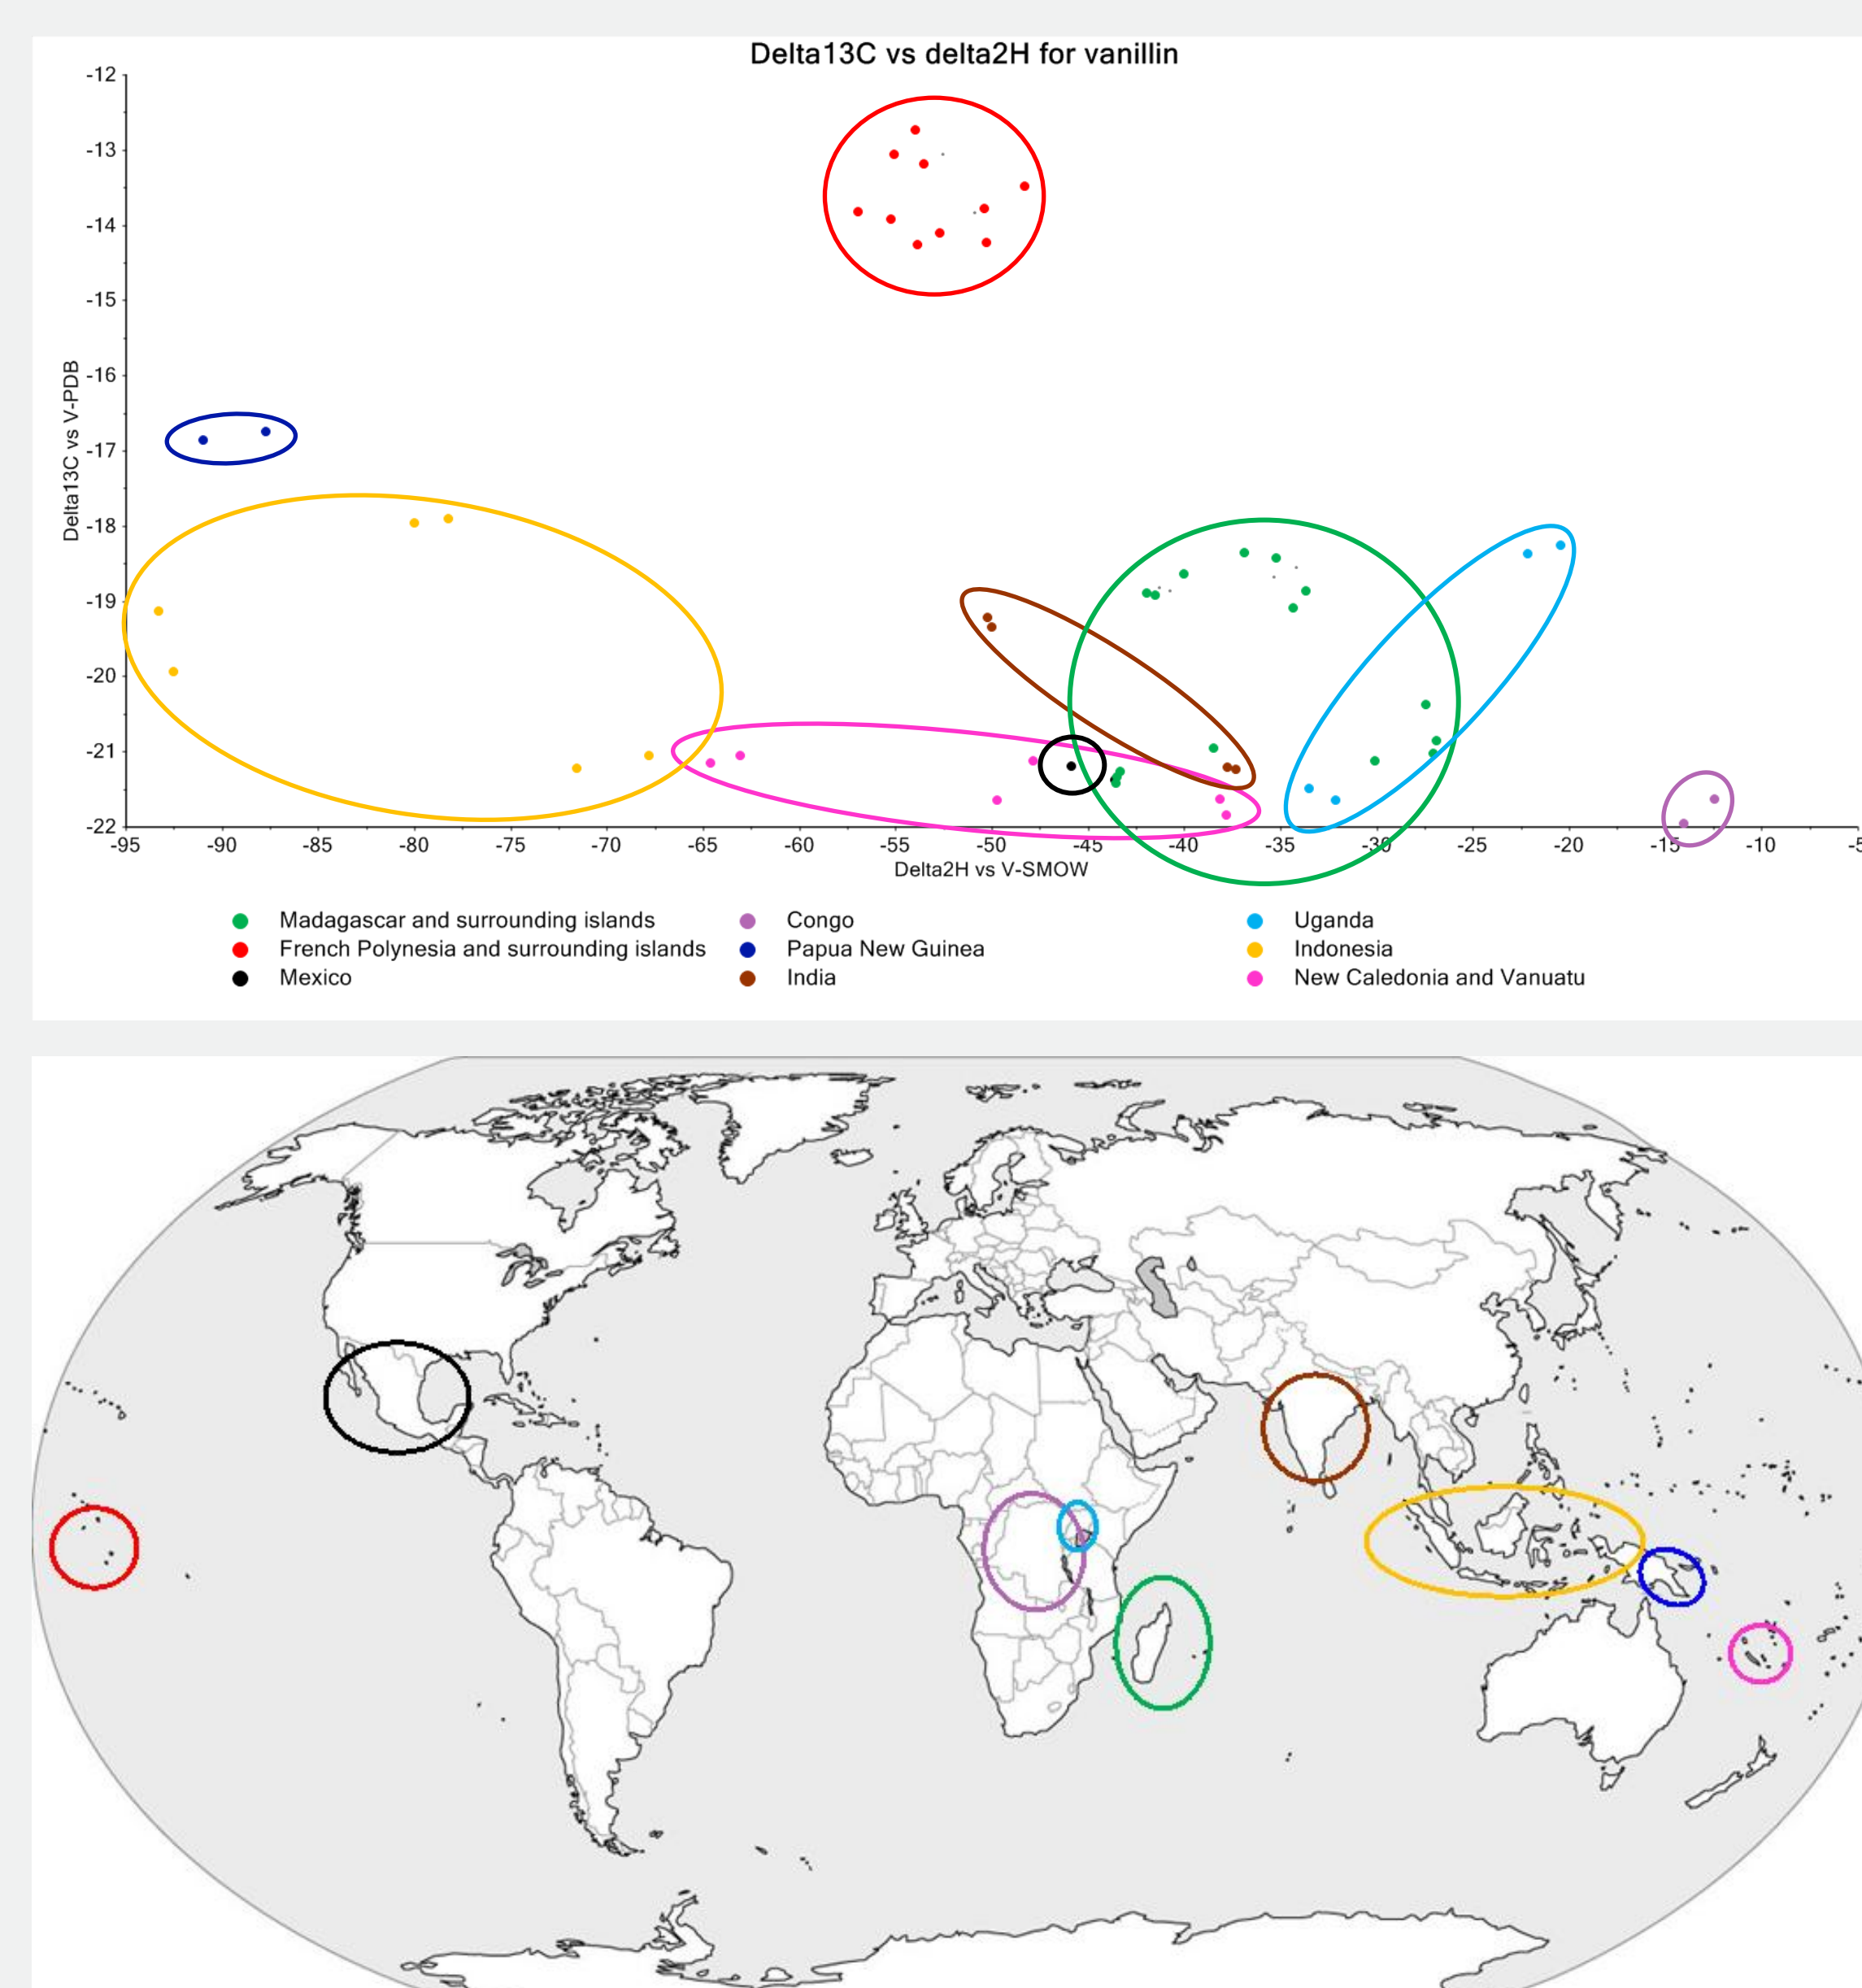 Delta13C vs delta2H for vanillin
-12
-13
-14
-15
-16
-17
-18
-19
-20
-21
-22
Delta13C vs V-PDB
-95 -90 -85 -80 -75 -70 -65 -60 -55 -50 -45 -40 -35 -30 -25 -20 -15 -10 -5
Delta2H vs V-SMOW
Madagascar and surrounding islands Congo Uganda
French Polynesia and surrounding islands Papua New Guinea Indonesia
Mexico India New Caledonia and Vanuatu